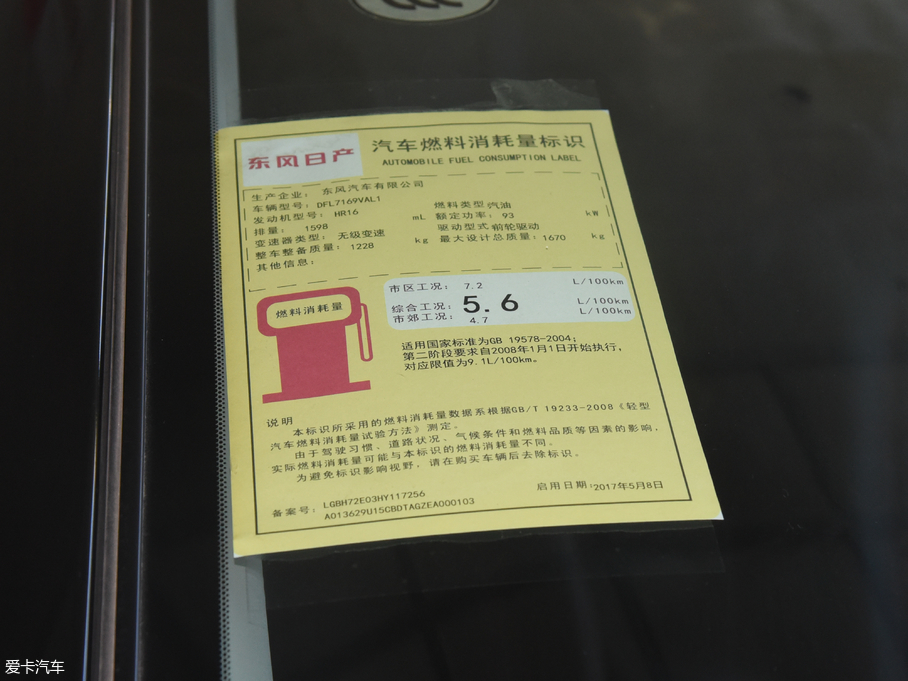 东风日产
汽车燃料消耗量标识
AUTOMOBILE FUEL CONSUMPTION LABEL
生产企业： 东风汽车有限公司
车辆型号：DFL7169VAL1 燃料类型：汽油
发动机型号： HR16 额定功率：93 kW
排量： 1598 mL 驱动型式：前轮驱动
变速器类型： 无级变速 最大设计总质量：1670 kg
整车整备质量：1228 kg
其他信息：
燃料消耗量
市区工况： 7.2 L/100km
综合工况： 5.6 L/100km
市郊工况： 4.7 L/100km
适用国家标准为GB 19578-2004；
第二阶段要求自2008年1月1日开始执行，
对应限值为9.1L/100km。
说明
本标识所采用的燃料消耗量数据系根据GB/T 19233-2008《轻型
汽车燃料消耗量试验方法》测定。
由于驾驶习惯、道路状况、气候条件和燃料品质等因素的影响，
实际燃料消耗量可能与本标识的燃料消耗量不同。
为避免标识影响视野，请在购买车辆后去除标识。
备案号： LGBH72E03HY117256
A013629U15CBDTAGZEA000103
启用日期：2017年5月8日
爱卡汽车